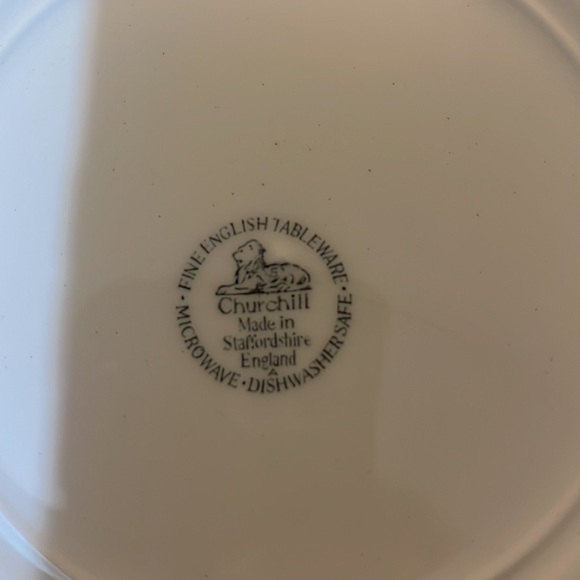 • FINE ENGLISH TABLEWARE •
Churchill
Made in
Staffordshire
England
A
MICROWAVE • DISHWASHER SAFE